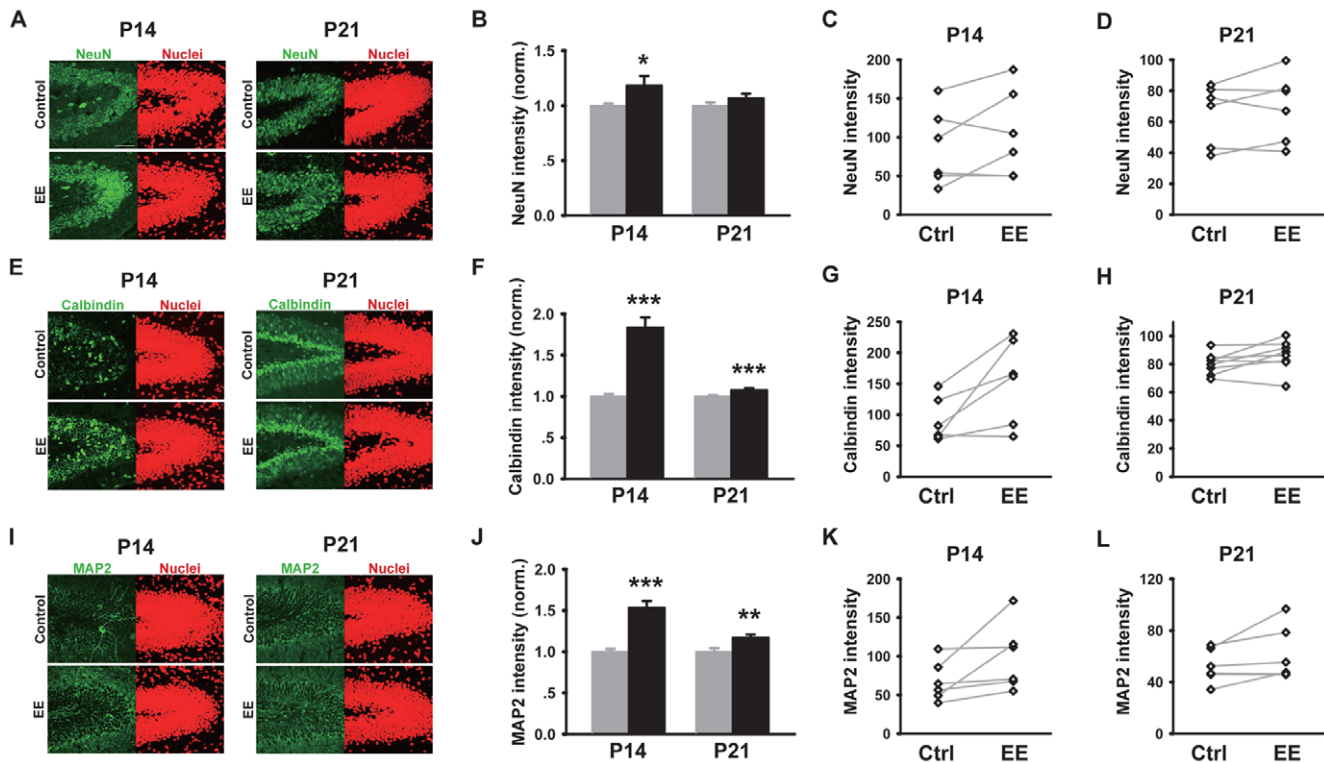 A
P14
P21
NeuN Nuclei NeuN Nuclei
Control
EE
B
NeuN intensity (norm.)
1.5
1.0
.5
0.0
*
P14 P21
C
P14
NeuN intensity
200
150
100
50
0
Ctrl EE
D
P21
NeuN intensity
100
80
60
40
20
0
Ctrl EE
E
P14
P21
Calbindin Nuclei Calbindin Nuclei
Control
EE
F
Calbindin intensity (norm.)
2.0
1.5
1.0
.5
0.0
***
***
P14 P21
G
P14
Calbindin intensity
250
200
150
100
50
0
Ctrl EE
H
P21
Calbindin intensity
100
80
60
40
20
0
Ctrl EE
I
P14
P21
MAP2 Nuclei MAP2 Nuclei
Control
EE
J
MAP2 intensity (norm.)
2.0
1.5
1.0
.5
0.0
***
**
P14 P21
K
P14
MAP2 intensity
200
150
100
50
0
Ctrl EE
L
P21
MAP2 intensity
120
80
40
0
Ctrl EE